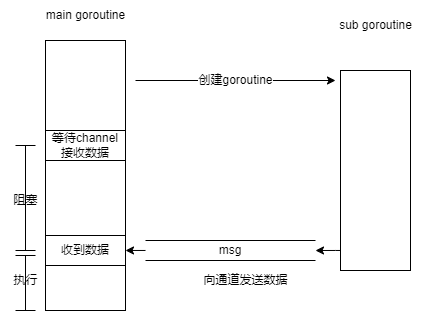 main goroutine
sub goroutine
创建goroutine
等待channel
接收数据
阻塞
收到数据
msg
执行
向通道发送数据